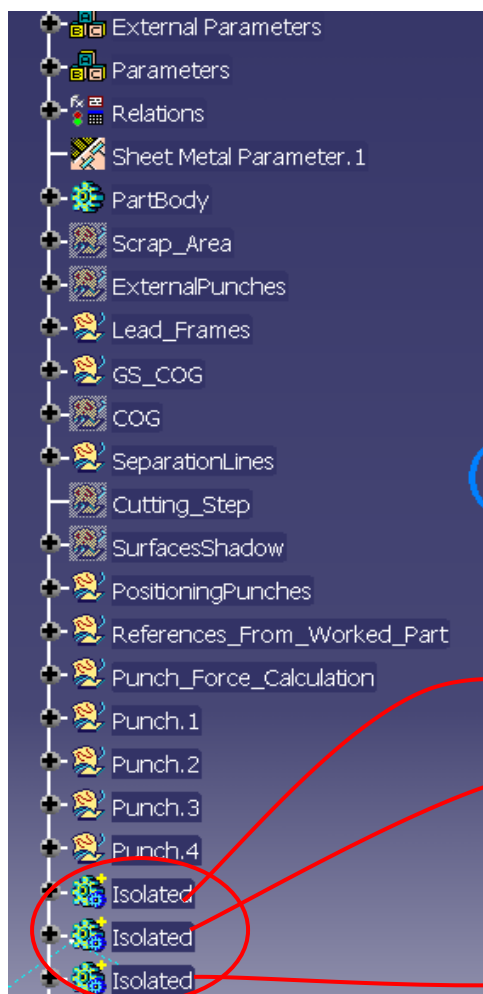 External Parameters
Parameters
Relations
Sheet Metal Parameter.1
PartBody
Scrap_Area
ExternalPunches
Lead_Frames
GS_COG
COG
SeparationLines
Cutting_Step
SurfacesShadow
PositioningPunches
References_From_Worked_Part
Punch_Force_Calculation
Punch.1
Punch.2
Punch.3
Punch.4
Isolated
Isolated
Isolated